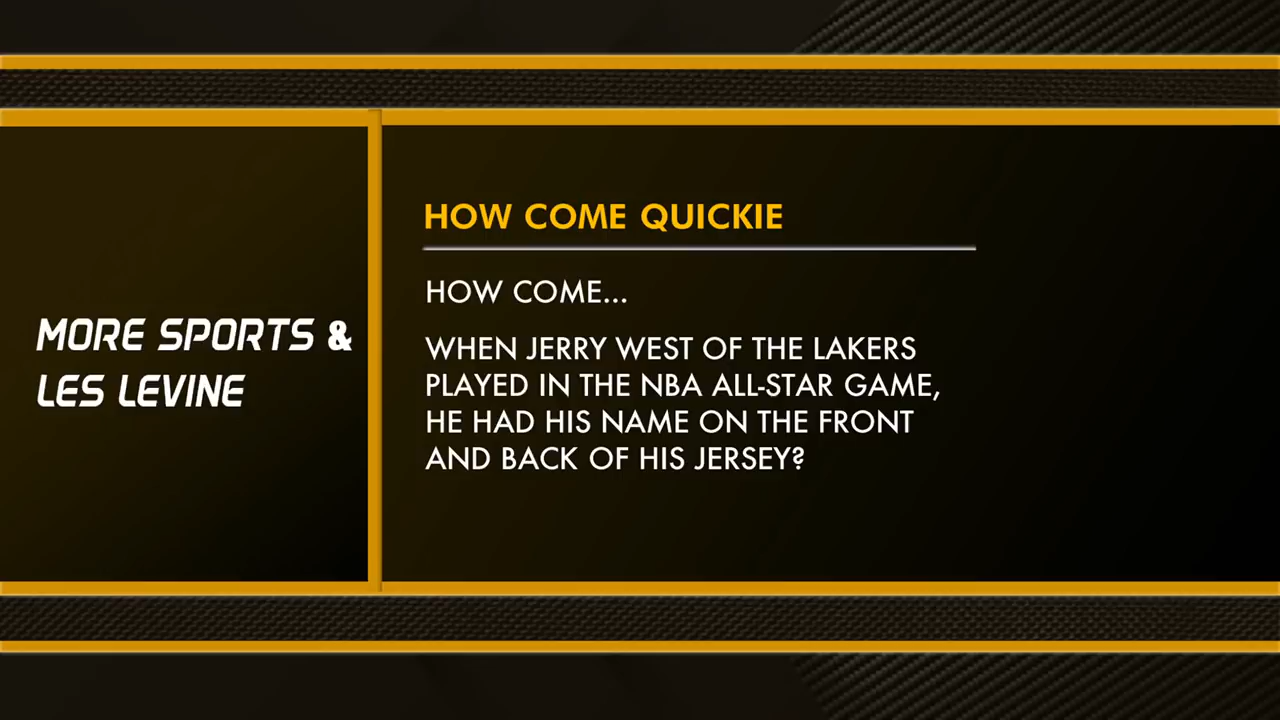 MORE SPORTS &
LES LEVINE
HOW COME QUICKIE
HOW COME...
WHEN JERRY WEST OF THE LAKERS
PLAYED IN THE NBA ALL-STAR GAME,
HE HAD HIS NAME ON THE FRONT
AND BACK OF HIS JERSEY?